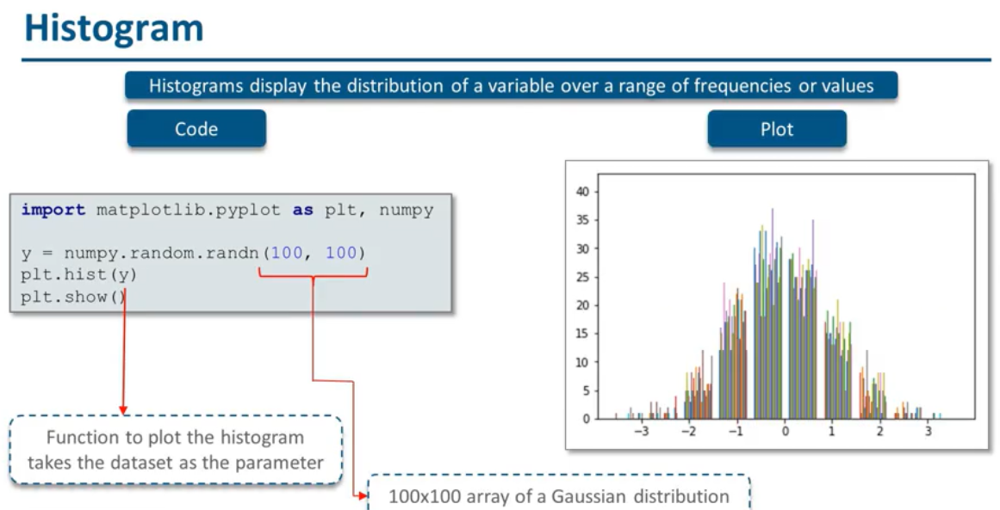 Histogram
Histograms display the distribution of a variable over a range of frequencies or values
Code
Plot
import matplotlib.pyplot as plt, numpy
y = numpy.random.randn(100, 100)
plt.hist(y)
plt.show()
Function to plot the histogram
takes the dataset as the parameter
100x100 array of a Gaussian distribution
40
35
30
25
20
15
10
5
0
−3 −2 −1 0 1 2 3